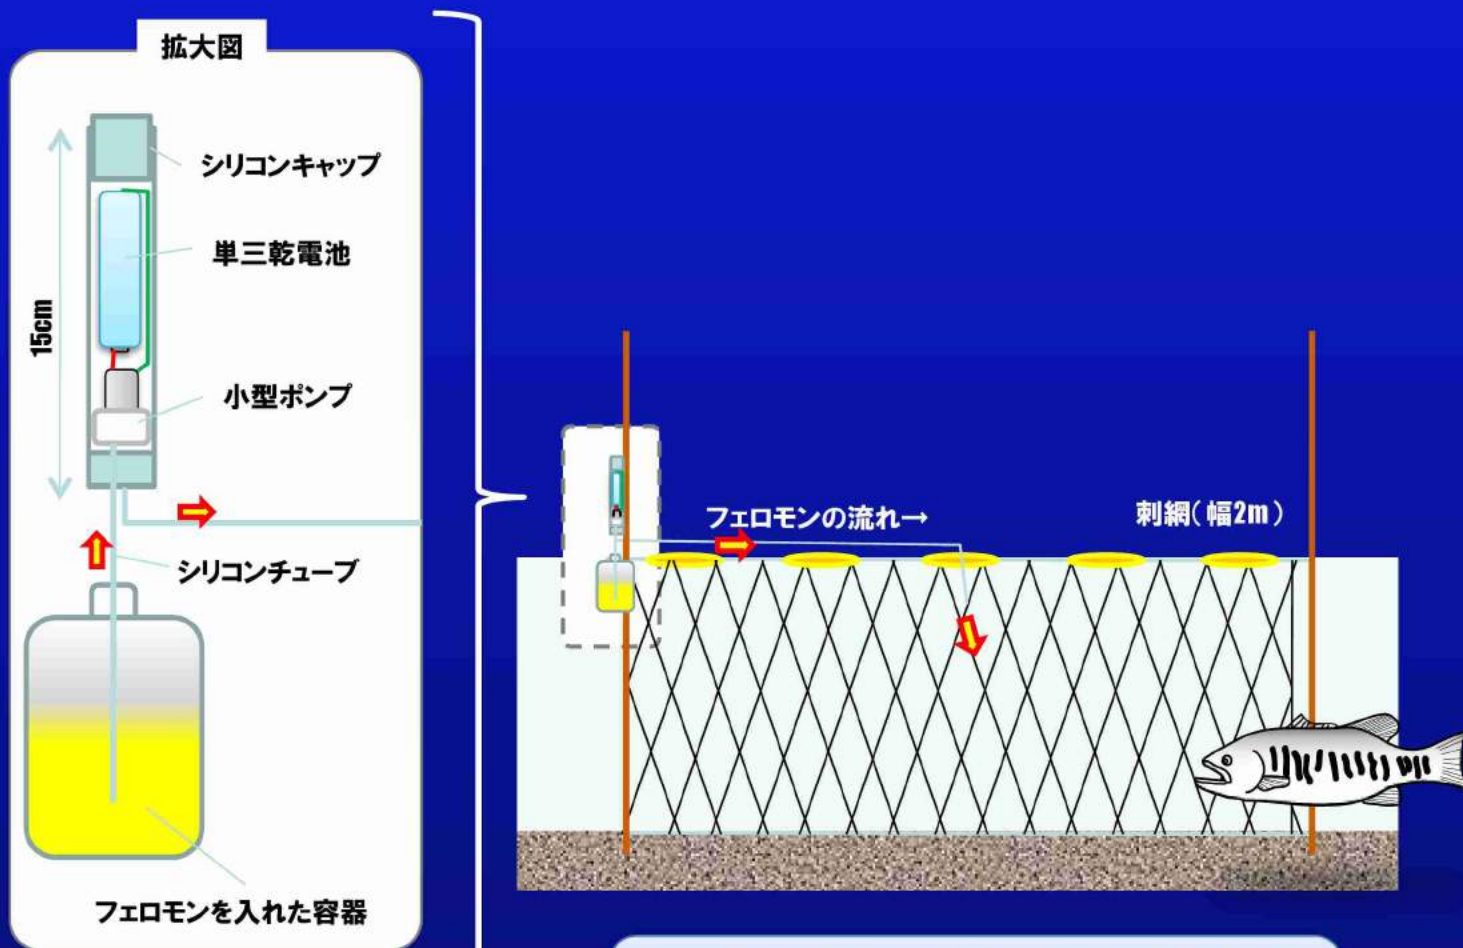 拡大図
シリコンキャップ
単三乾電池
15cm
小型ポンプ
シリコンチューブ
フェロモンを入れた容器
フェロモンの流れ→
刺網(幅2m)